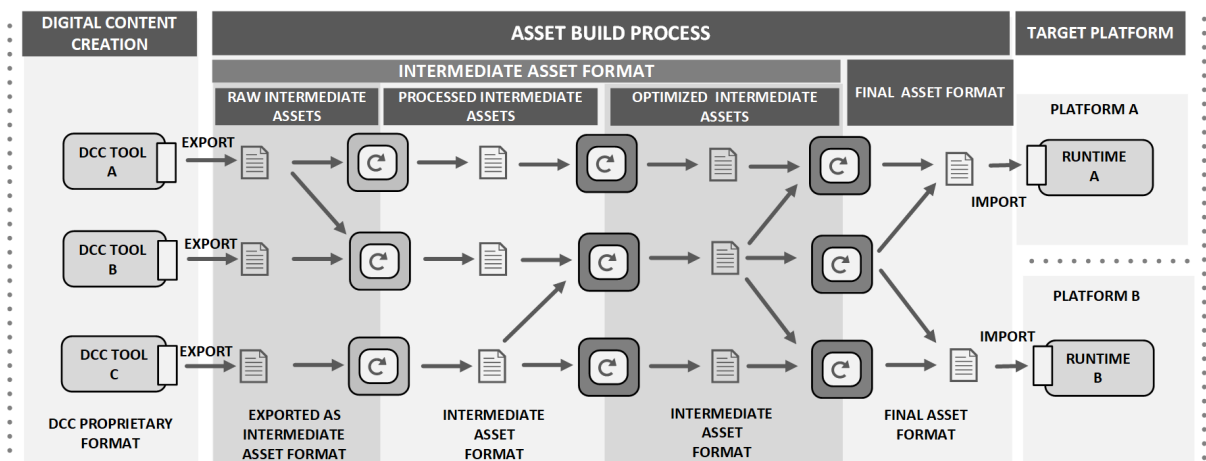 DIGITAL CONTENT
CREATION
ASSET BUILD PROCESS
TARGET PLATFORM
INTERMEDIATE ASSET FORMAT
RAW INTERMEDIATE
ASSETS
PROCESSED INTERMEDIATE
ASSETS
OPTIMIZED INTERMEDIATE
ASSETS
FINAL ASSET FORMAT
PLATFORM A
DCC TOOL
A
EXPORT
RUNTIME
A
IMPORT
DCC TOOL
B
EXPORT
PLATFORM B
DCC TOOL
C
EXPORT
IMPORT
RUNTIME
B
DCC PROPRIETARY
FORMAT
EXPORTED AS
INTERMEDIATE
ASSET FORMAT
INTERMEDIATE
ASSET
FORMAT
INTERMEDIATE
ASSET
FORMAT
FINAL ASSET
FORMAT